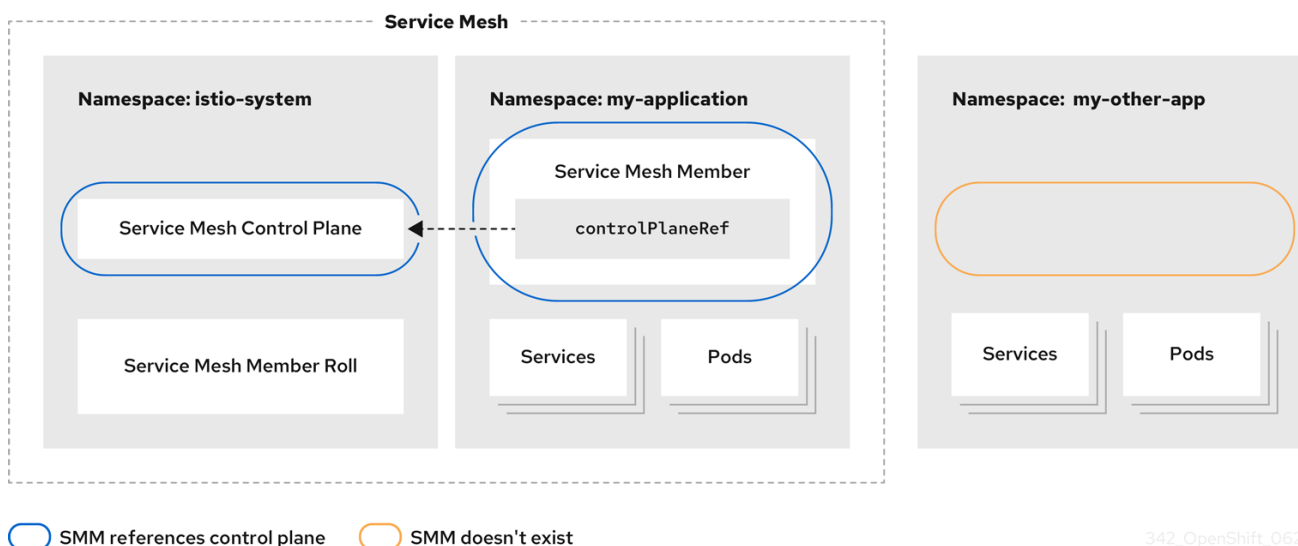 Service Mesh
Namespace: istio-system
Service Mesh Control Plane
Service Mesh Member Roll
Namespace: my-application
Service Mesh Member
controlPlaneRef
Services
Pods
Namespace: my-other-app
Services
Pods
SMM references control plane
SMM doesn't exist
342_OpenShift_062